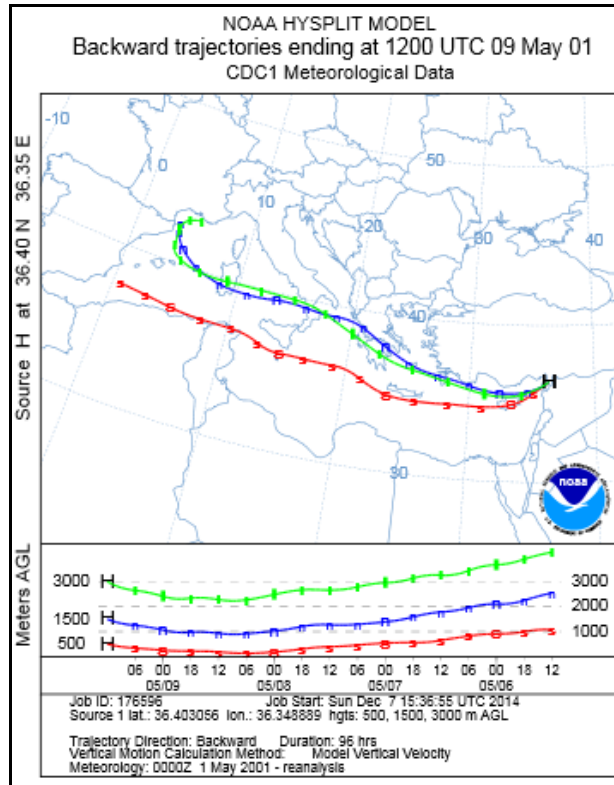 NOAA HYSPLIT MODEL
Backward trajectories ending at 1200 UTC 09 May 01
CDC1 Meteorological Data
Source H at 36.40 N 36.35 E
-10
0
10
-20
30
40
50
40
30
noaa
H
Meters AGL
3000 H 3000
2000
1500 H
1000
500 H
06 00 18 12 06 00 18 12 06 00 18 12 06 00 18 12
05/09 05/08 05/07 05/06
Job ID: 176596 Job Start: Sun Dec 7 15:36:55 UTC 2014
Source 1 lat.: 36.403056 lon.: 36.348889 hgts: 500, 1500, 3000 m AGL
Trajectory Direction: Backward Duration: 96 hrs
Vertical Motion Calculation Method: Model Vertical Velocity
Meteorology: 0000Z 1 May 2001 - reanalysis